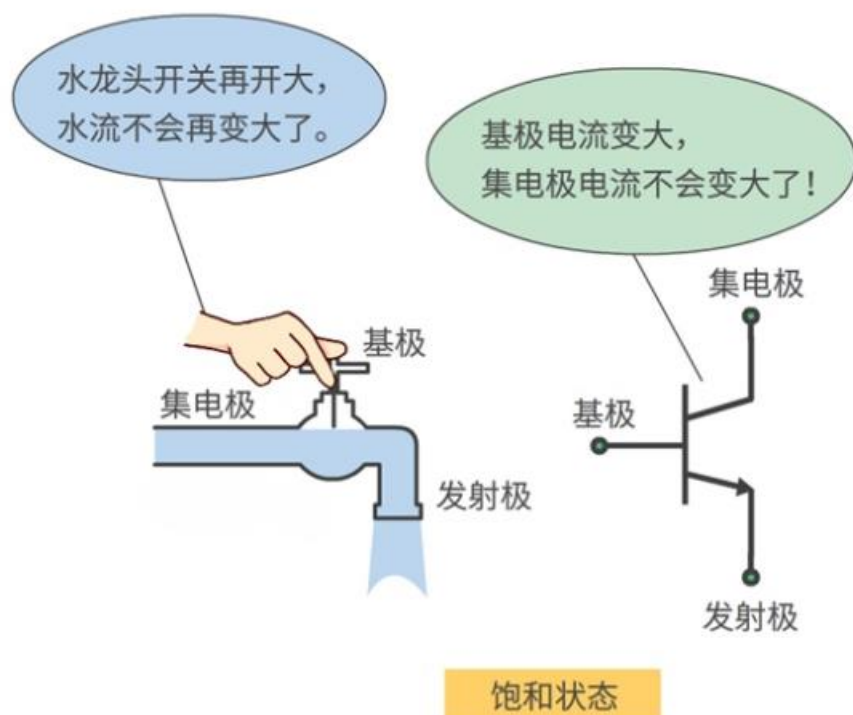 水龙头开关再开大，
水流不会再变大了。
基极电流变大，
集电极电流不会变大了！
集电极
基极
集电极
基极
发射极
发射极
饱和状态